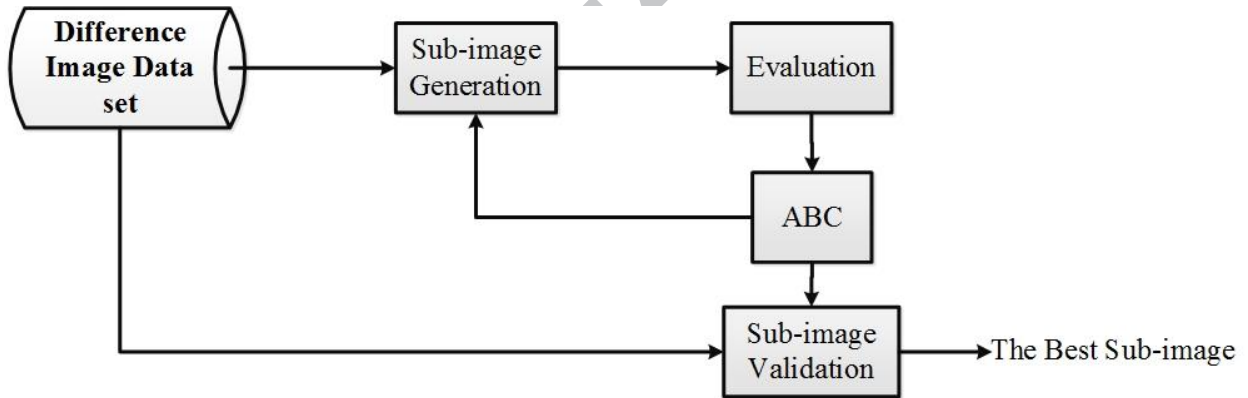 Difference
Image Data
set
Sub-image
Generation
Evaluation
ABC
Sub-image
Validation
The Best Sub-image